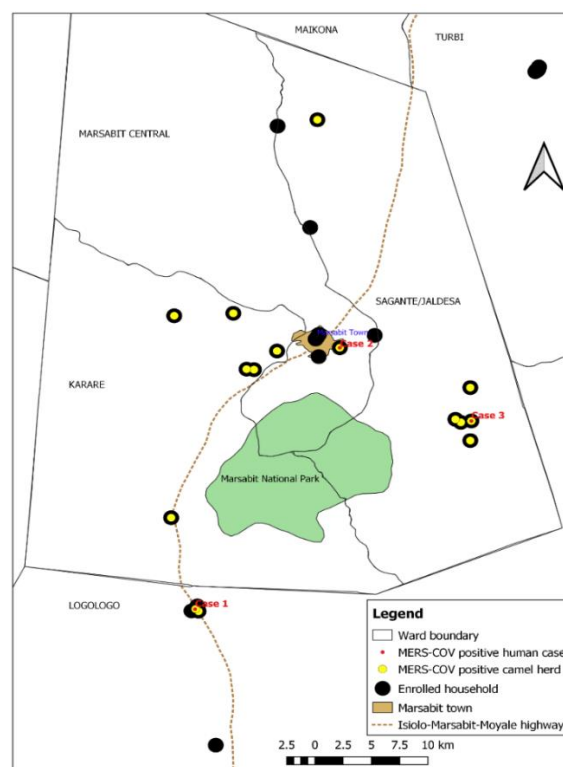 MAIKONA
TURBI
MARSABIT CENTRAL
SAGANTE/JALDESA
Marsabit Town
Case 2
KARARE
Case 3
Marsabit National Park
LOGOLOGO
Case 1
Legend
Ward boundary
MERS-COV positive human case
MERS-COV positive camel herd
Enrolled household
Marsabit town
Isiolo-Marsabit-Moyale highway
2.5 0 2.5 5 7.5 10 km